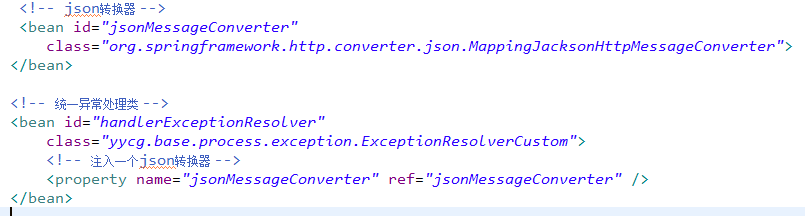 <!-- json转换器 -->
<bean id="jsonMessageConverter"
class="org.springframework.http.converter.json.MappingJacksonHttpMessageConverter">
</bean>
<!-- 统一异常处理类 -->
<bean id="handlerExceptionResolver"
class="yycg.base.process.exception.ExceptionResolverCustom">
<!-- 注入一个json转换器 -->
<property name="jsonMessageConverter" ref="jsonMessageConverter" />
</bean>